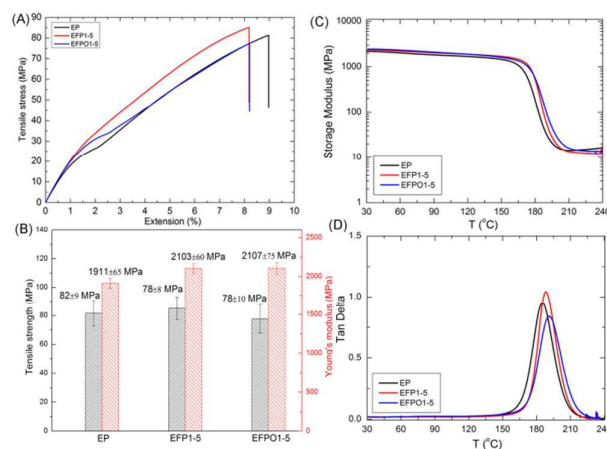 (A)
EP
EFP1-5
EFPO1-5
Tensile stress (MPa)
90
80
70
60
50
40
30
20
10
0
0 1 2 3 4 5 6 7 8 9 10
Extension (%)
(B)
Tensile strength (MPa)
140
120
100
80
60
40
20
0
1911±65 MPa
2103±60 MPa
2107±75 MPa
82±9 MPa
78±8 MPa
78±10 MPa
EP EFP1-5 EFPO1-5
2500
2000
1500
1000
500
0
Young's modulus (MPa)
(C)
Storage Modulus (MPa)
10000
1000
100
10
1
EP
EFP1-5
EFPO1-5
30 60 90 120 150 180 210 240
T (°C)
(D)
Tan Delta
1.5
1.0
0.5
0.0
EP
EFP1-5
EFPO1-5
30 60 90 120 150 180 210 240
T (°C)